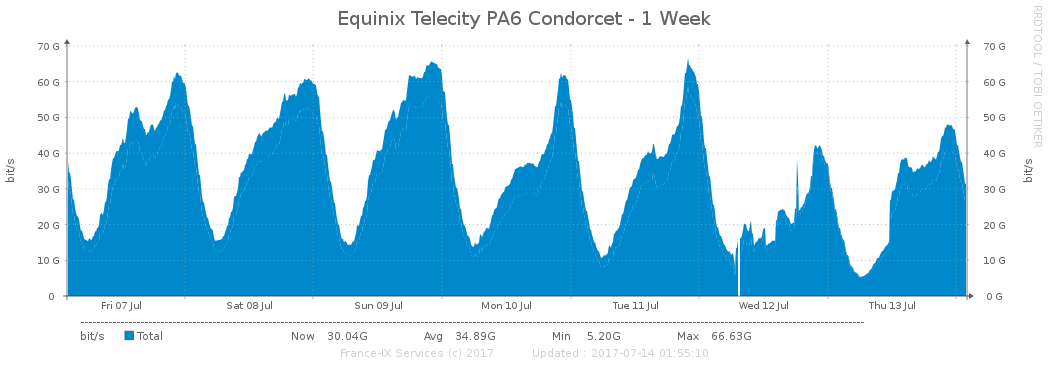 Equinix Telecity PA6 Condorcet - 1 Week
RRDTOOL / TOBI OETIKER
bit/s
70 G
60 G
50 G
40 G
30 G
20 G
10 G
0
70 G
60 G
50 G
40 G
30 G
20 G
10 G
0 G
bit/s
Fri 07 Jul Sat 08 Jul Sun 09 Jul Mon 10 Jul Tue 11 Jul Wed 12 Jul Thu 13 Jul
bit/s Total Now 30.04G Avg 34.89G Min 5.20G Max 66.63G
France-IX Services (c) 2017 Updated : 2017-07-14 01:55:10